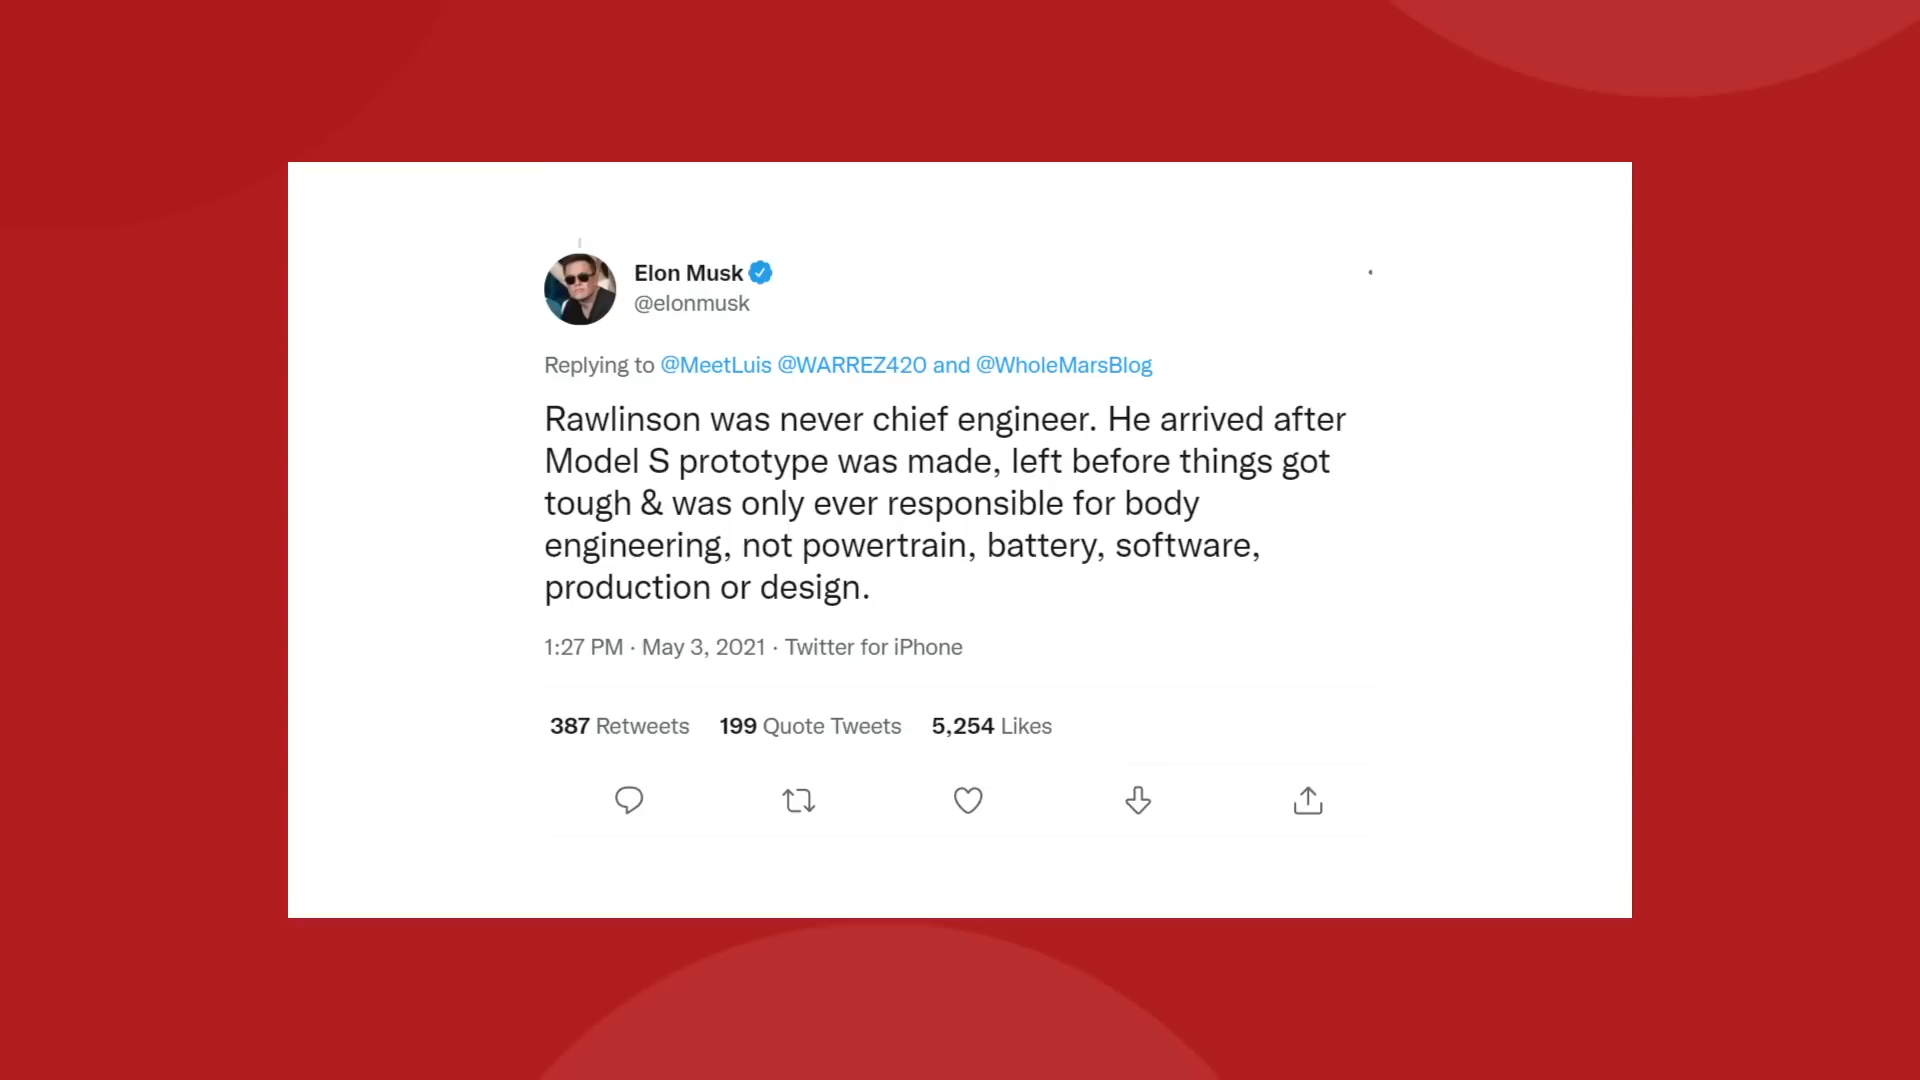 Elon Musk
@elonmusk
Replying to @MeetLuis @WARREZ420 and @WholeMarsBlog
Rawlinson was never chief engineer. He arrived after
Model S prototype was made, left before things got
tough & was only ever responsible for body
engineering, not powertrain, battery, software,
production or design.
1:27 PM · May 3, 2021 · Twitter for iPhone
387 Retweets 199 Quote Tweets 5,254 Likes